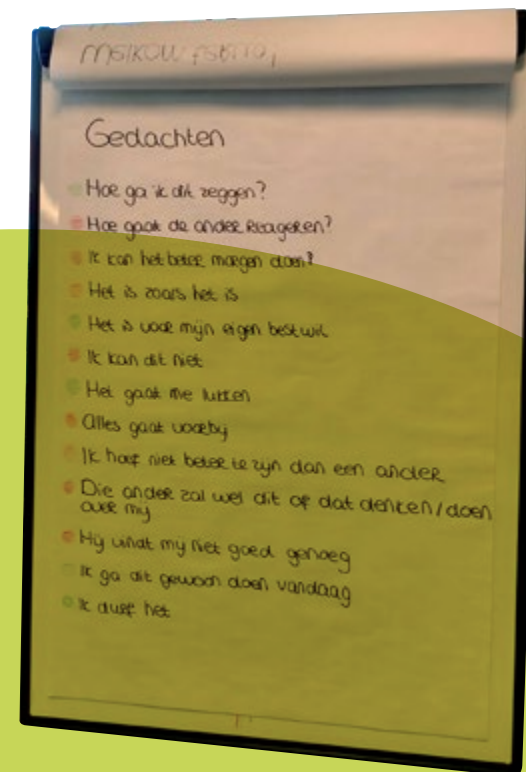 Gedachten
Hoe ga ik dit zeggen?
Hoe gaat de ander reageren?
Ik kan het beter morgen doen?
Het is zoals het is
Het is voor mijn eigen bestwil
Ik kan dit niet
Het gaat me lukken
Alles gaat voorbij
Ik hoef niet beter te zijn dan een ander
Die ander zal wel dit of dat denken/doen
over mij
Hij vindt mij niet goed genoeg
Ik ga dit gewoon doen vandaag
Ik durf het